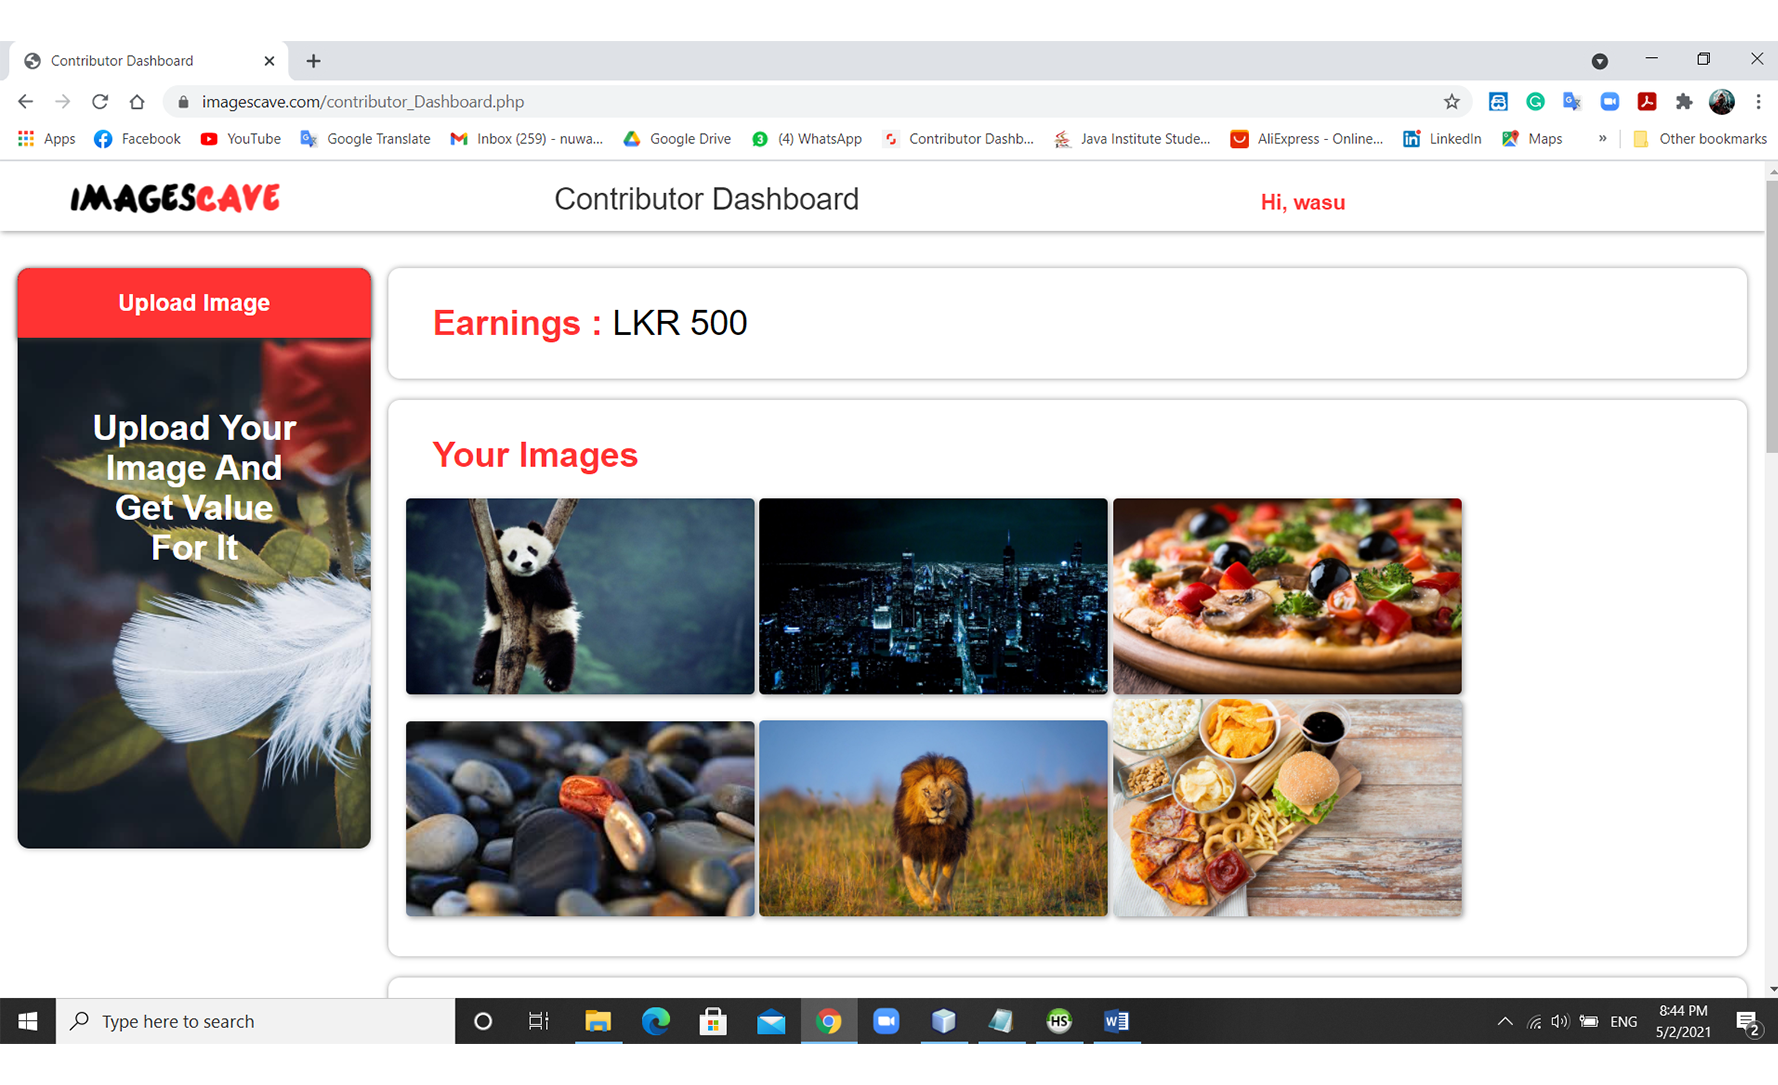 Contributor Dashboard
imagescave.com/contributor_Dashboard.php
Apps Facebook YouTube Google Translate Inbox (259) - nuwa... Google Drive (4) WhatsApp Contributor Dashb... Java Institute Stude... AliExpress - Online... LinkedIn Maps » Other bookmarks
IMAGESCAVE Contributor Dashboard Hi, wasu
Upload Image
Upload Your
Image And
Get Value
For It
Earnings : LKR 500
Your Images
Type here to search
HS
ENG
8:44 PM
5/2/2021
2